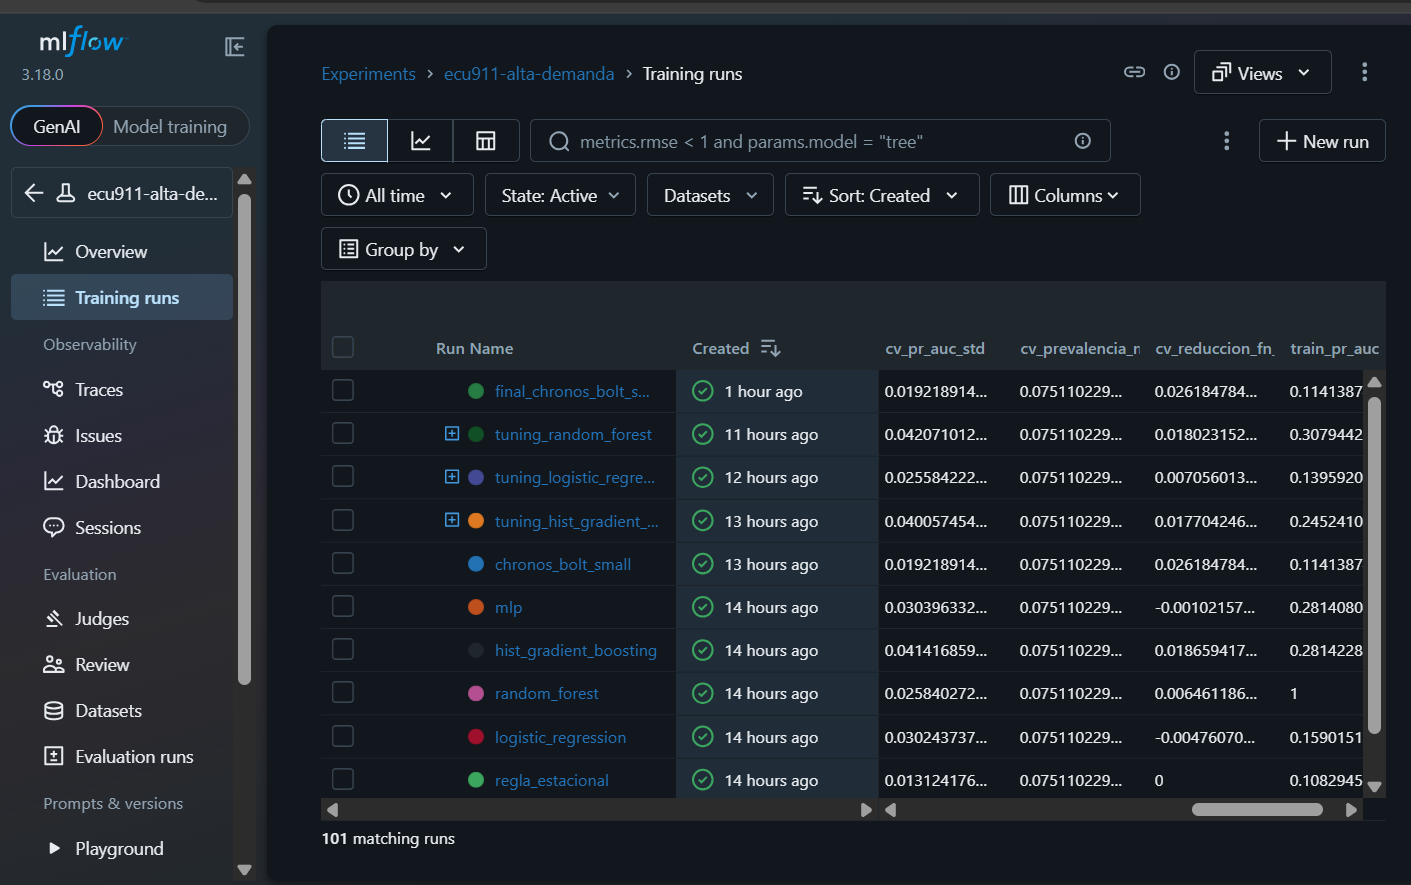 mlflow
3.18.0
GenAI
Model training
ecu911-alta-de...
Overview
Training runs
Observability
Traces
Issues
Dashboard
Sessions
Evaluation
Judges
Review
Datasets
Evaluation runs
Prompts & versions
Playground
Experiments > ecu911-alta-demanda > Training runs
Views
metrics.rmse < 1 and params.model = "tree"
New run
All time
State: Active
Datasets
Sort: Created
Columns
Group by
Run Name Created cv_pr_auc_std cv_prevalencia_r cv_reduccion_fn_ train_pr_auc
final_chronos_bolt_s... 1 hour ago 0.019218914... 0.075110229... 0.026184784... 0.1141387
tuning_random_forest 11 hours ago 0.042071012... 0.075110229... 0.018023152... 0.3079442
tuning_logistic_regre... 12 hours ago 0.025584222... 0.075110229... 0.007056013... 0.1395920
tuning_hist_gradient_... 13 hours ago 0.040057454... 0.075110229... 0.017704246... 0.2452410
chronos_bolt_small 13 hours ago 0.019218914... 0.075110229... 0.026184784... 0.1141387
mlp 14 hours ago 0.030396332... 0.075110229... -0.00102157... 0.2814080
hist_gradient_boosting 14 hours ago 0.041416859... 0.075110229... 0.018659417... 0.2814228
random_forest 14 hours ago 0.025840272... 0.075110229... 0.006461186... 1
logistic_regression 14 hours ago 0.030243737... 0.075110229... -0.00476070... 0.1590151
regla_estacional 14 hours ago 0.013124176... 0.075110229... 0 0.1082945
101 matching runs